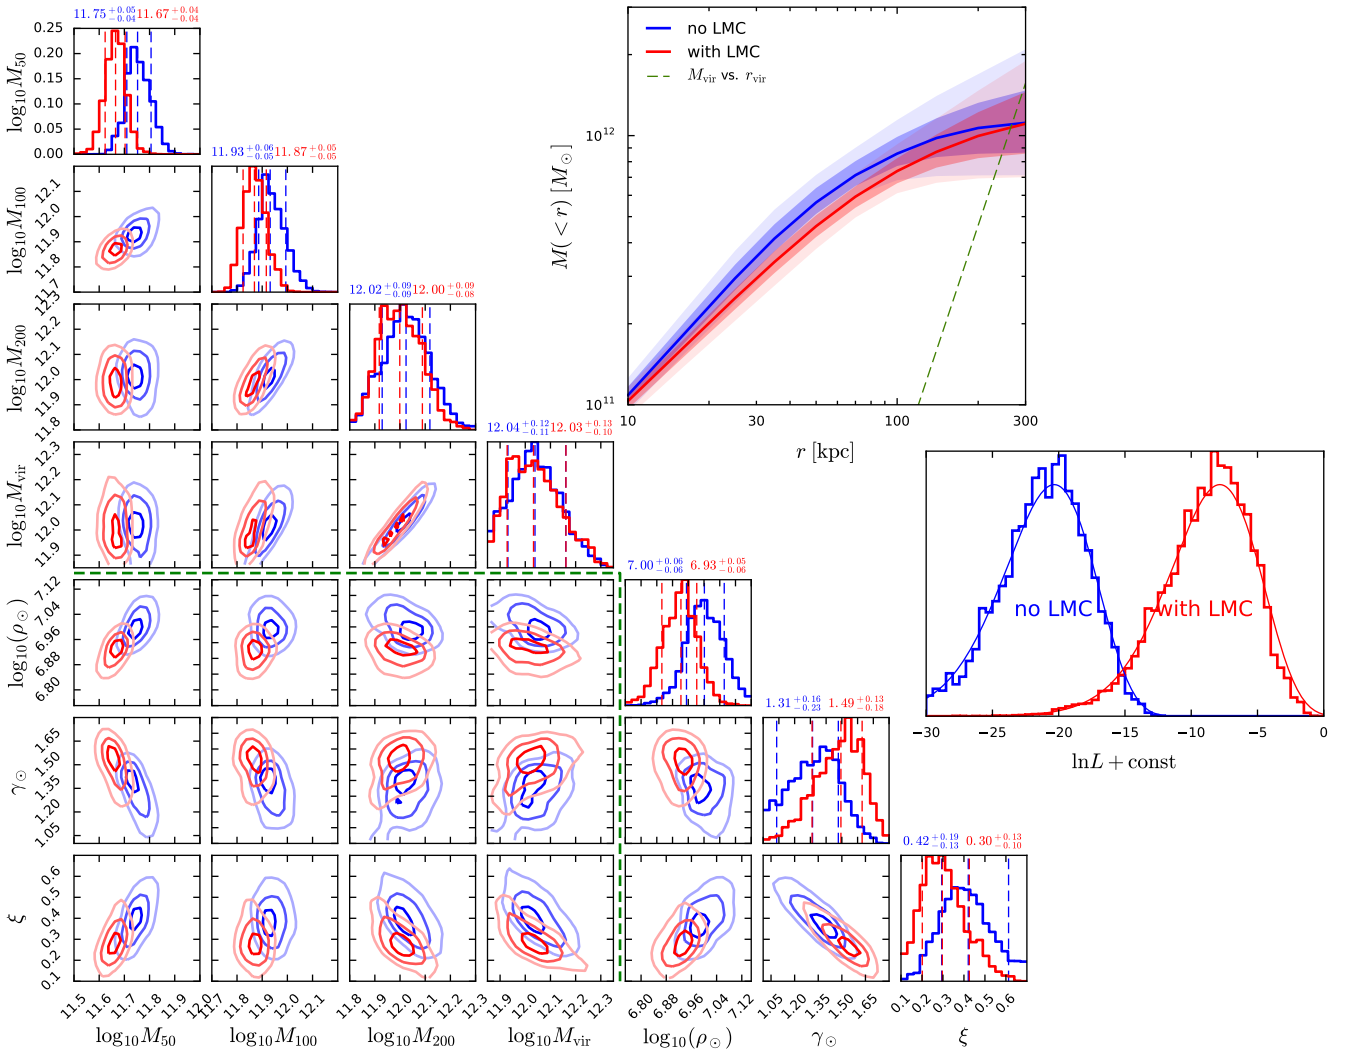 11.75 +0.05 −0.04 11.67 +0.04 −0.04
0.25
0.20
0.15
0.10
0.05
0.00
log10 M50
no LMC
with LMC
Mvir vs. rvir
10^12
10^11
M(<r) [M⊙]
10 30 100 300
r [kpc]
11.93 +0.06 −0.05 11.87 +0.05 −0.05
12.1
12.0
11.9
11.8
11.7
log10 M100
12.02 +0.09 −0.09 12.00 +0.09 −0.08
12.3
12.2
12.1
12.0
11.9
11.8
log10 M200
12.04 +0.12 −0.11 12.03 +0.13 −0.10
12.3
12.2
12.1
12.0
11.9
log10 Mvir
no LMC
with LMC
−30 −25 −20 −15 −10 −5 0
lnL + const
7.00 +0.06 −0.06 6.93 +0.05 −0.06
7.12
7.04
6.96
6.88
6.80
log10(ρ⊙)
1.31 +0.16 −0.23 1.49 +0.13 −0.18
1.65
1.50
1.35
1.20
1.05
γ⊙
0.42 +0.19 −0.13 0.30 +0.13 −0.10
0.6
0.5
0.4
0.3
0.2
0.1
ξ
11.5 11.6 11.7 11.8 11.9 12.0
11.7 11.8 11.9 12.0 12.1
11.8 11.9 12.0 12.1 12.2 12.3
11.9 12.0 12.1 12.2 12.3
6.80 6.88 6.96 7.04 7.12
1.05 1.20 1.35 1.50 1.65
0.1 0.2 0.3 0.4 0.5 0.6
log10 M50
log10 M100
log10 M200
log10 Mvir
log10(ρ⊙)
γ⊙
ξ